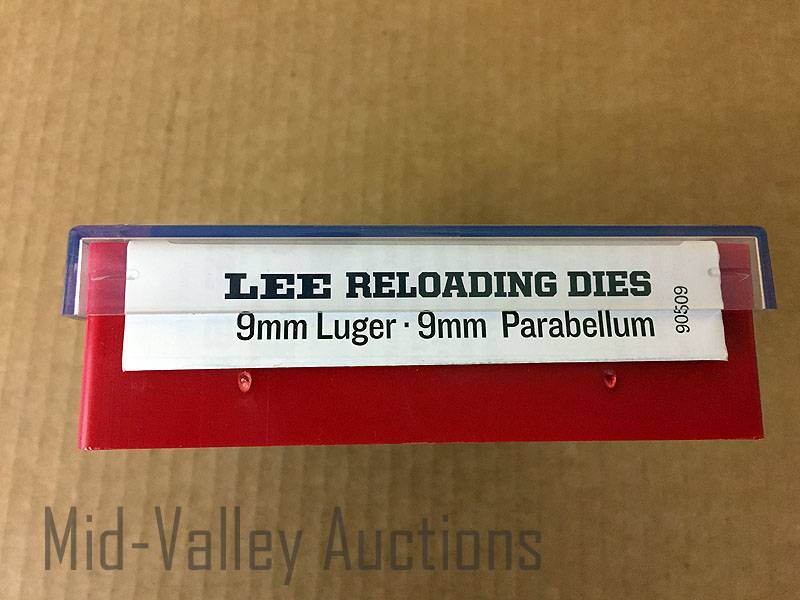 LEE RELOADING DIES
9mm Luger · 9mm Parabellum
90509
Mid-Valley Auctions